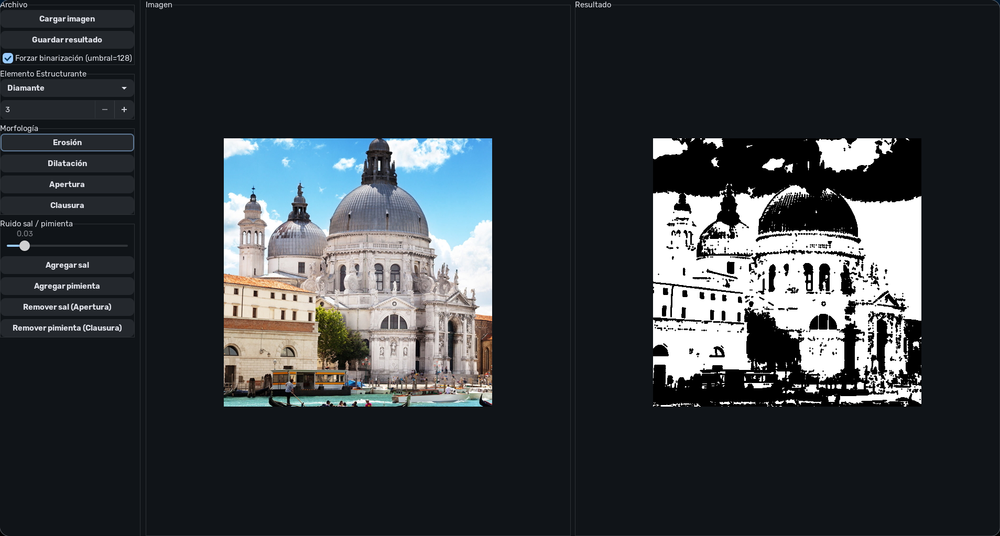 Archivo
Cargar imagen
Guardar resultado
Forzar binarización (umbral=128)
Elemento Estructurante
Diamante
3
Morfología
Erosión
Dilatación
Apertura
Clausura
Ruido sal / pimienta
0.03
Agregar sal
Agregar pimienta
Remover sal (Apertura)
Remover pimienta (Clausura)
Imagen
Resultado